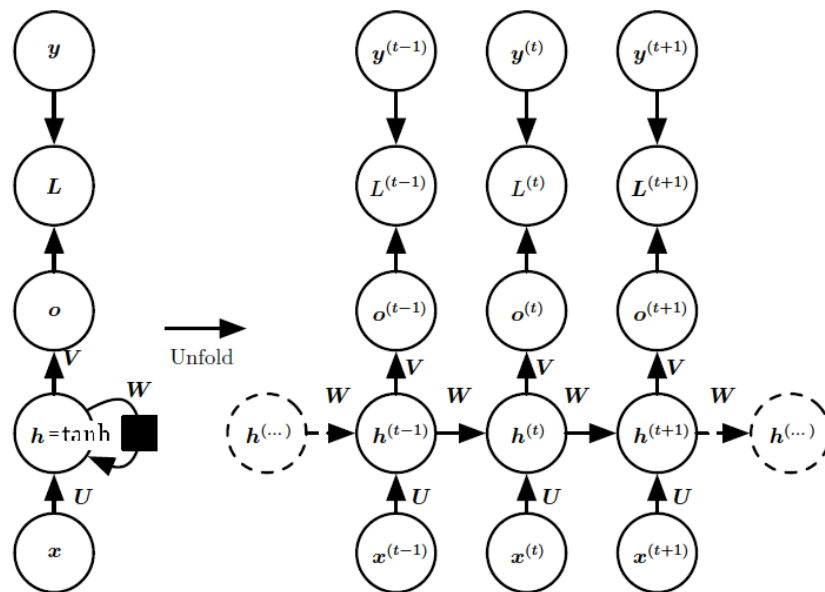 y y^(t−1) y^(t) y^(t+1)
L L^(t−1) L^(t) L^(t+1)
o o^(t−1) o^(t) o^(t+1)
Unfold
V V V V
W W W W W
h=tanh h^(...) h^(t−1) h^(t) h^(t+1) h^(...)
U U U U
x x^(t−1) x^(t) x^(t+1)